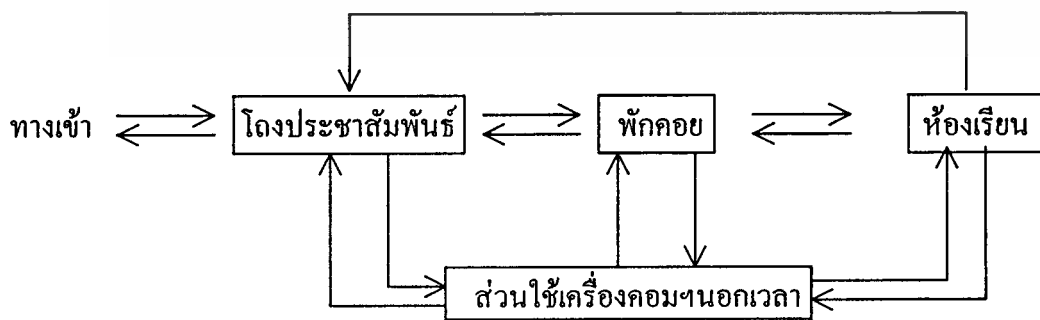 ทางเข้า
โถงประชาสัมพันธ์
พักคอย
ห้องเรียน
ส่วนใช้เครื่องคอมฯนอกเวลา